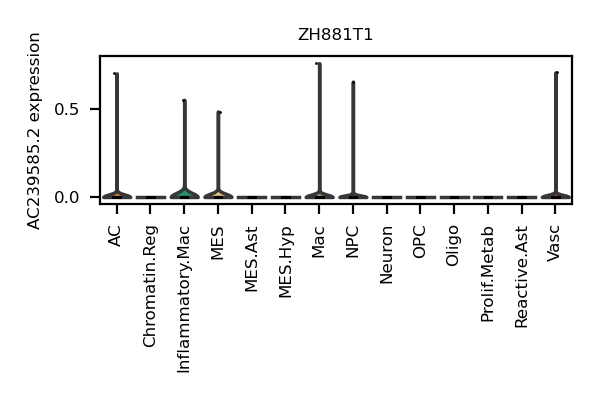 ZH881T1
AC239585.2 expression
0.5
0.0
AC
Chromatin.Reg
Inflammatory.Mac
MES
MES.Ast
MES.Hyp
Mac
NPC
Neuron
OPC
Oligo
Prolif.Metab
Reactive.Ast
Vasc